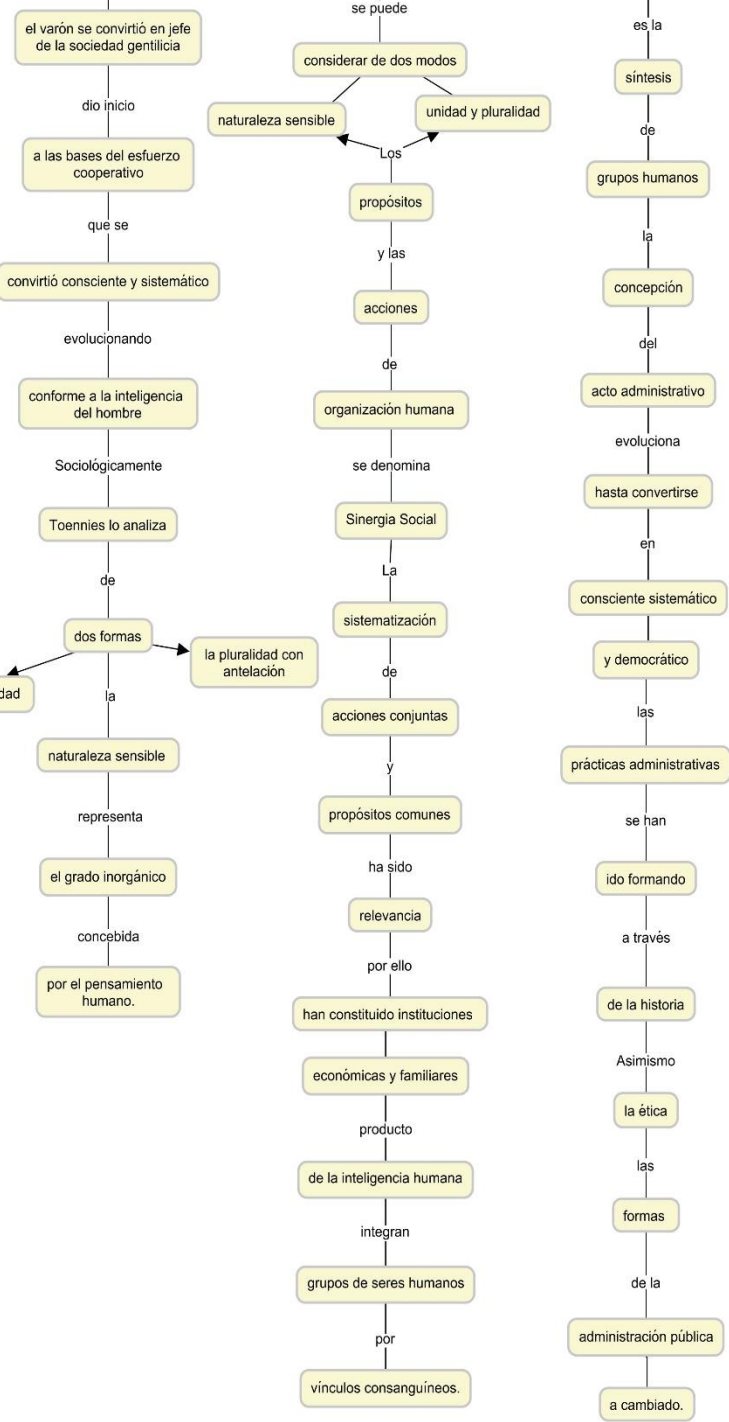 el varón se convirtió en jefe
de la sociedad gentilicia
dio inicio
a las bases del esfuerzo
cooperativo
que se
convirtió consciente y sistemático
evolucionando
conforme a la inteligencia
del hombre
Sociológicamente
Toennies lo analiza
de
dos formas
dad
la pluralidad con
antelación
la
naturaleza sensible
representa
el grado inorgánico
concebida
por el pensamiento
humano.
se puede
considerar de dos modos
naturaleza sensible
unidad y pluralidad
Los
propósitos
y las
acciones
de
organización humana
se denomina
Sinergia Social
La
sistematización
de
acciones conjuntas
y
propósitos comunes
ha sido
relevancia
por ello
han constituido instituciones
económicas y familiares
producto
de la inteligencia humana
integran
grupos de seres humanos
por
vínculos consanguíneos.
es la
síntesis
de
grupos humanos
la
concepción
del
acto administrativo
evoluciona
hasta convertirse
en
consciente sistemático
y democrático
las
prácticas administrativas
se han
ido formando
a través
de la historia
Asimismo
la ética
las
formas
de la
administración pública
a cambiado.